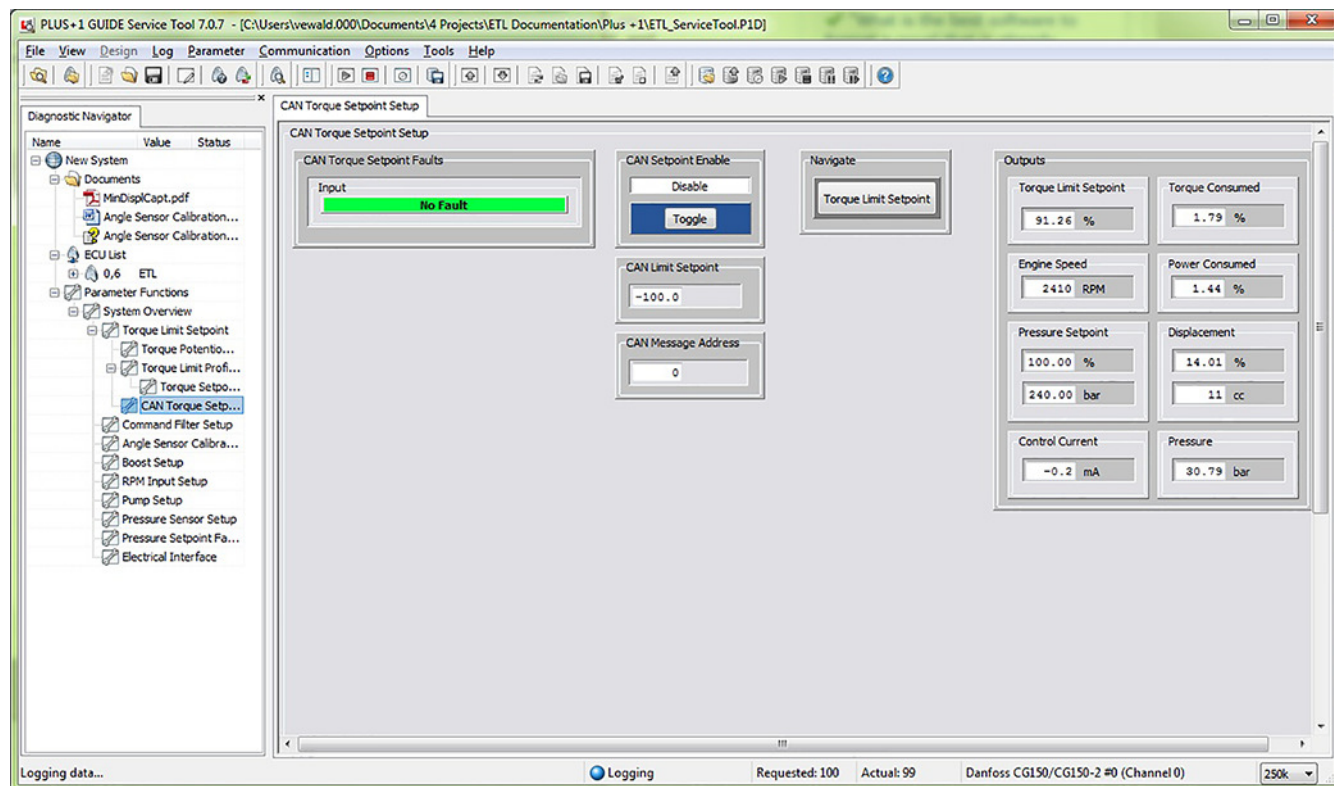 PLUS+1 GUIDE Service Tool 7.0.7 - [C:\Users\vewald.000\Documents\4 Projects\ETL Documentation\Plus +1\ETL_ServiceTool.P1D]
File View Design Log Parameter Communication Options Tools Help
Diagnostic Navigator
Name Value Status
New System
Documents
MinDisplCapt.pdf
Angle Sensor Calibration...
Angle Sensor Calibration...
ECU List
0,6 ETL
Parameter Functions
System Overview
Torque Limit Setpoint
Torque Potentio...
Torque Limit Profi...
Torque Setpo...
CAN Torque Setp...
Command Filter Setup
Angle Sensor Calibra...
Boost Setup
RPM Input Setup
Pump Setup
Pressure Sensor Setup
Pressure Setpoint Fa...
Electrical Interface
CAN Torque Setpoint Setup
CAN Torque Setpoint Setup
CAN Torque Setpoint Faults
Input
No Fault
CAN Setpoint Enable
Disable
Toggle
CAN Limit Setpoint
-100.0
CAN Message Address
0
Navigate
Torque Limit Setpoint
Outputs
Torque Limit Setpoint Torque Consumed
91.26 % 1.79 %
Engine Speed Power Consumed
2410 RPM 1.44 %
Pressure Setpoint Displacement
100.00 % 14.01 %
240.00 bar 11 cc
Control Current Pressure
-0.2 mA 30.79 bar
Logging data... Logging Requested: 100 Actual: 99 Danfoss CG150/CG150-2 #0 (Channel 0) 250k